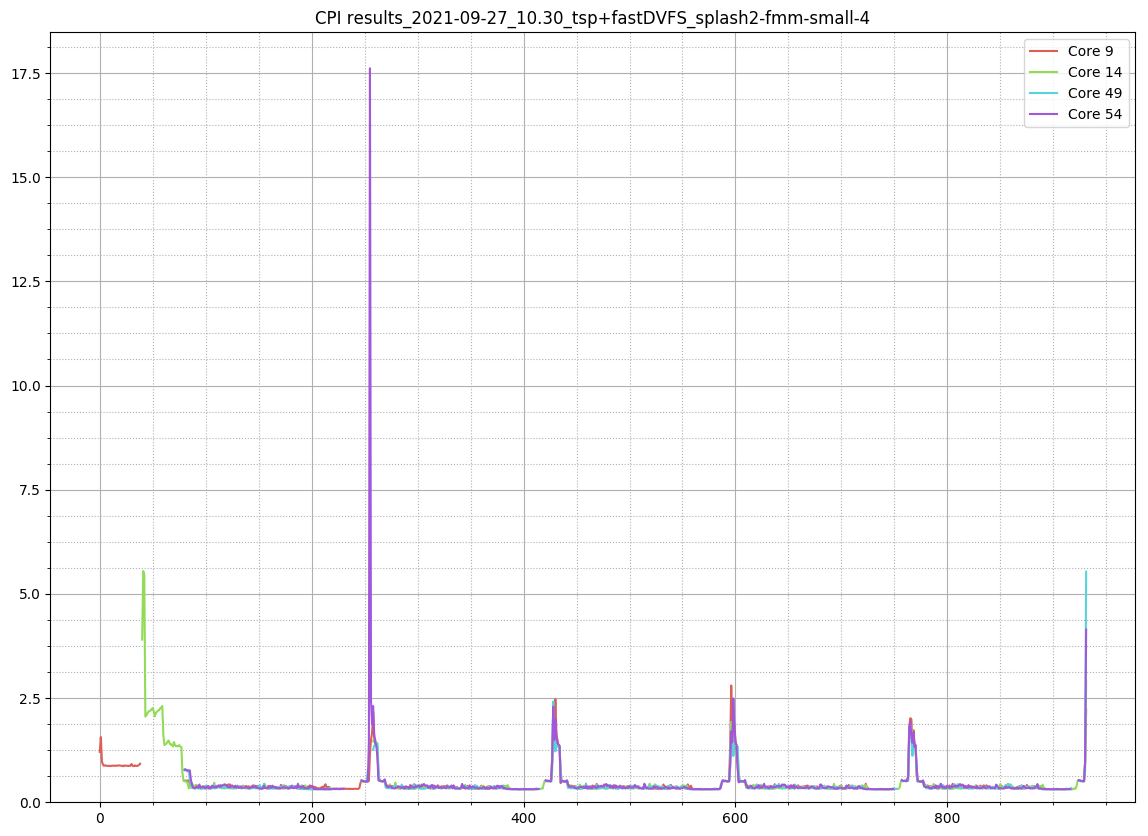 CPI results_2021-09-27_10.30_tsp+fastDVFS_splash2-fmm-small-4
Core 9
Core 14
Core 49
Core 54
17.5
15.0
12.5
10.0
7.5
5.0
2.5
0.0
0 200 400 600 800